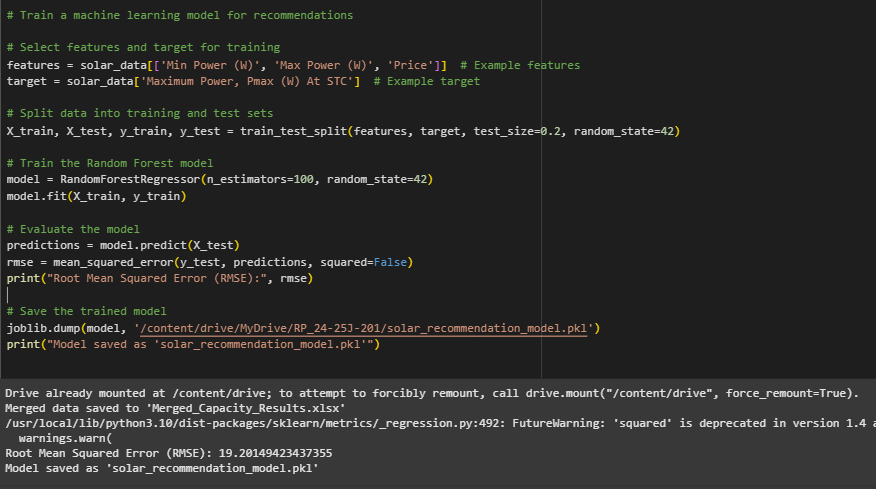 # Train a machine learning model for recommendations
# Select features and target for training
features = solar_data[['Min Power (W)', 'Max Power (W)', 'Price']]  # Example features
target = solar_data['Maximum Power, Pmax (W) At STC']  # Example target
# Split data into training and test sets
X_train, X_test, y_train, y_test = train_test_split(features, target, test_size=0.2, random_state=42)
# Train the Random Forest model
model = RandomForestRegressor(n_estimators=100, random_state=42)
model.fit(X_train, y_train)
# Evaluate the model
predictions = model.predict(X_test)
rmse = mean_squared_error(y_test, predictions, squared=False)
print("Root Mean Squared Error (RMSE):", rmse)
# Save the trained model
joblib.dump(model, '/content/drive/MyDrive/RP_24-25J-201/solar_recommendation_model.pkl')
print("Model saved as 'solar_recommendation_model.pkl'")
Drive already mounted at /content/drive; to attempt to forcibly remount, call drive.mount("/content/drive", force_remount=True).
Merged data saved to 'Merged_Capacity_Results.xlsx'
/usr/local/lib/python3.10/dist-packages/sklearn/metrics/_regression.py:492: FutureWarning: 'squared' is deprecated in version 1.4 a
  warnings.warn(
Root Mean Squared Error (RMSE): 19.20149423437355
Model saved as 'solar_recommendation_model.pkl'